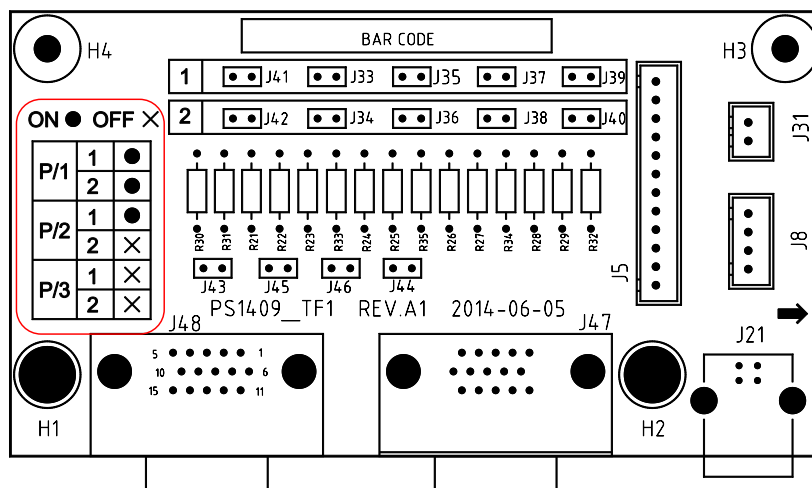 BAR CODE
H4
H3
1 J41 J33 J35 J37 J39
2 J42 J34 J36 J38 J40
J31
ON OFF
P/1 1
2
P/2 1
2
P/3 1
2
R30 R31 R21 R22 R23 R33 R24 R25 R35 R26 R27 R34 R28 R29 R32
J5
J8
J43 J45 J46 J44
PS1409__TF1 REV.A1 2014-06-05
J48
J47
J21
5 1
10 6
15 11
H1
H2